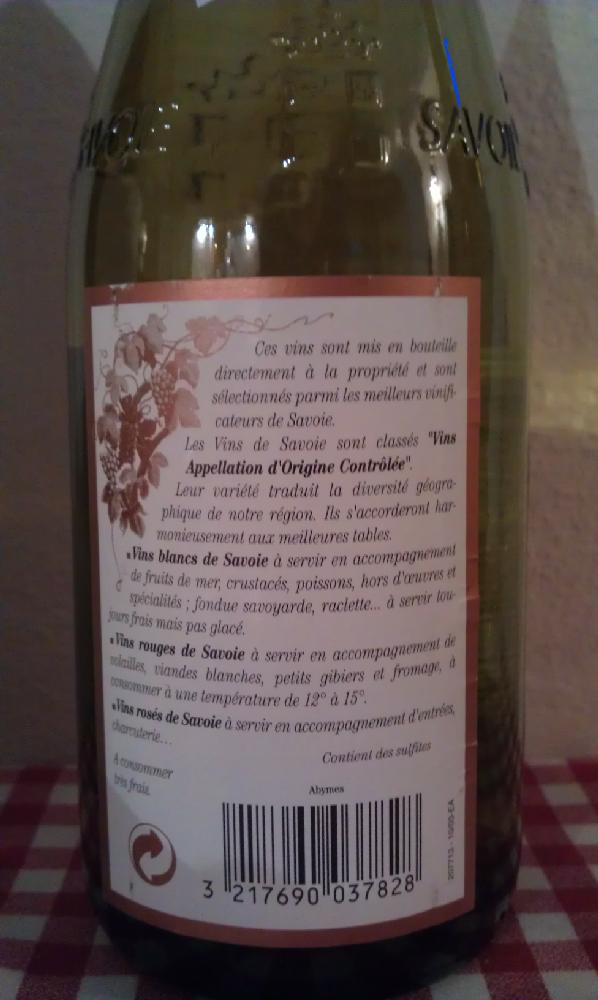 SAVOIE SAVOIE
Ces vins sont mis en bouteille
directement à la propriété et sont
sélectionnés parmi les meilleurs vinifi-
cateurs de Savoie.
Les Vins de Savoie sont classés "Vins
Appellation d'Origine Contrôlée".
Leur variété traduit la diversité géogra-
phique de notre région. Ils s'accorderont har-
monieusement aux meilleures tables.
▪Vins blancs de Savoie à servir en accompagnement
de fruits de mer, crustacés, poissons, hors d'œuvres et
spécialités ; fondue savoyarde, raclette... à servir tou-
jours frais mais pas glacé.
▪Vins rouges de Savoie à servir en accompagnement de
volailles, viandes blanches, petits gibiers et fromage, à
consommer à une température de 12° à 15°.
▪Vins rosés de Savoie à servir en accompagnement d'entrées,
charcuterie...
A consommer
très frais.
Contient des sulfites
Abymes
3 217690 037828
207713 - 10/05-EA